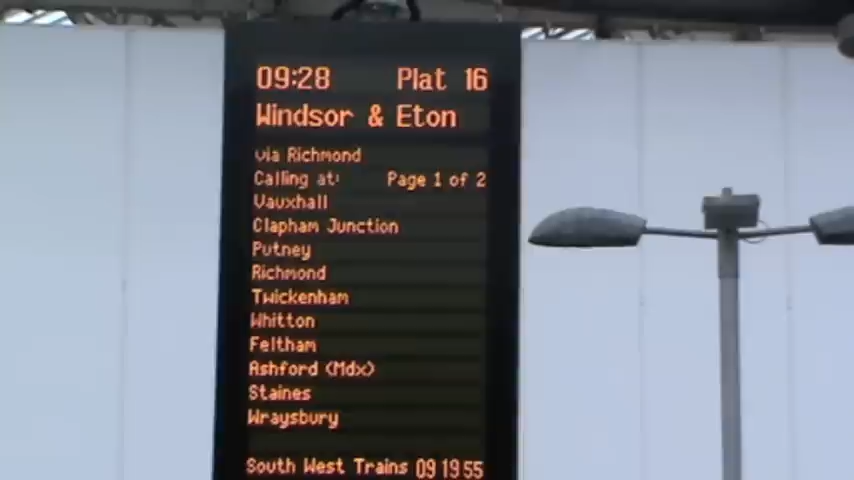 09:28 Plat 16
Windsor & Eton
via Richmond
Calling at: Page 1 of 2
Vauxhall
Clapham Junction
Putney
Richmond
Twickenham
Whitton
Feltham
Ashford (Mdx)
Staines
Wraysbury
South West Trains 09 19 55